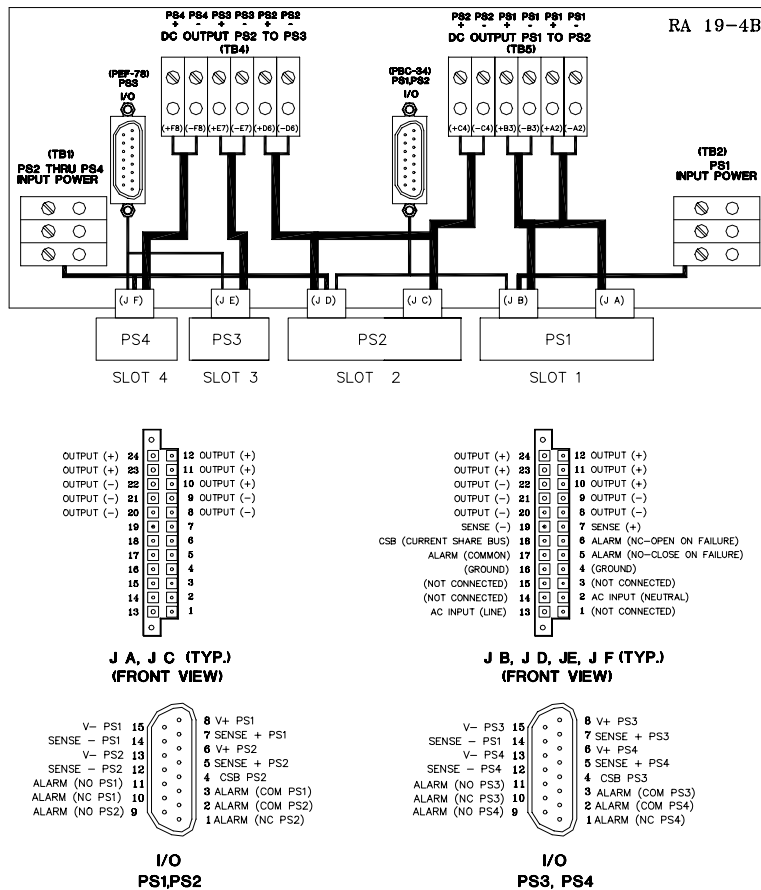 RA 19-4B
PS4 PS4 PS3 PS3 PS2 PS2
+ - + - + -
DC OUTPUT PS2 TO PS3
(TB4)
PS2 PS2 PS1 PS1 PS1 PS1
+ - + - + -
DC OUTPUT PS1 TO PS2
(TB5)
(PEF-78)
PS3
I/O
(PBC-34)
PS1,PS2
I/O
(+F8) (-F8) (+E7) (-E7) (+D6) (-D6)
(+C4) (-C4) (+B3) (-B3) (+A2) (-A2)
(TB1)
PS2 THRU PS4
INPUT POWER
(TB2)
PS1
INPUT POWER
(J F) (J E) (J D) (J C) (J B) (J A)
PS4 PS3 PS2 PS1
SLOT 4 SLOT 3 SLOT 2 SLOT 1
OUTPUT (+) 24 12 OUTPUT (+)
OUTPUT (+) 23 11 OUTPUT (+)
OUTPUT (-) 22 10 OUTPUT (+)
OUTPUT (-) 21 9 OUTPUT (-)
OUTPUT (-) 20 8 OUTPUT (-)
19 7
18 6
17 5
16 4
15 3
14 2
13 1
J A, J C (TYP.)
(FRONT VIEW)
OUTPUT (+) 24 12 OUTPUT (+)
OUTPUT (+) 23 11 OUTPUT (+)
OUTPUT (-) 22 10 OUTPUT (+)
OUTPUT (-) 21 9 OUTPUT (-)
OUTPUT (-) 20 8 OUTPUT (-)
SENSE (-) 19 7 SENSE (+)
CSB (CURRENT SHARE BUS) 18 6 ALARM (NC-OPEN ON FAILURE)
ALARM (COMMON) 17 5 ALARM (NO-CLOSE ON FAILURE)
(GROUND) 16 4 (GROUND)
(NOT CONNECTED) 15 3 (NOT CONNECTED)
(NOT CONNECTED) 14 2 AC INPUT (NEUTRAL)
AC INPUT (LINE) 13 1 (NOT CONNECTED)
J B, J D, JE, J F (TYP.)
(FRONT VIEW)
V- PS1 15 8 V+ PS1
SENSE - PS1 14 7 SENSE + PS1
V- PS2 13 6 V+ PS2
SENSE - PS2 12 5 SENSE + PS2
ALARM (NO PS1) 11 4 CSB PS2
ALARM (NC PS1) 10 3 ALARM (COM PS1)
ALARM (NO PS2) 9 2 ALARM (COM PS2)
1 ALARM (NC PS2)
I/O
PS1,PS2
V- PS3 15 8 V+ PS3
SENSE - PS1 14 7 SENSE + PS3
V- PS4 13 6 V+ PS4
SENSE - PS4 12 5 SENSE + PS4
ALARM (NO PS3) 11 4 CSB PS3
ALARM (NC PS3) 10 3 ALARM (COM PS3)
ALARM (NO PS4) 9 2 ALARM (COM PS4)
1 ALARM (NC PS4)
I/O
PS3, PS4